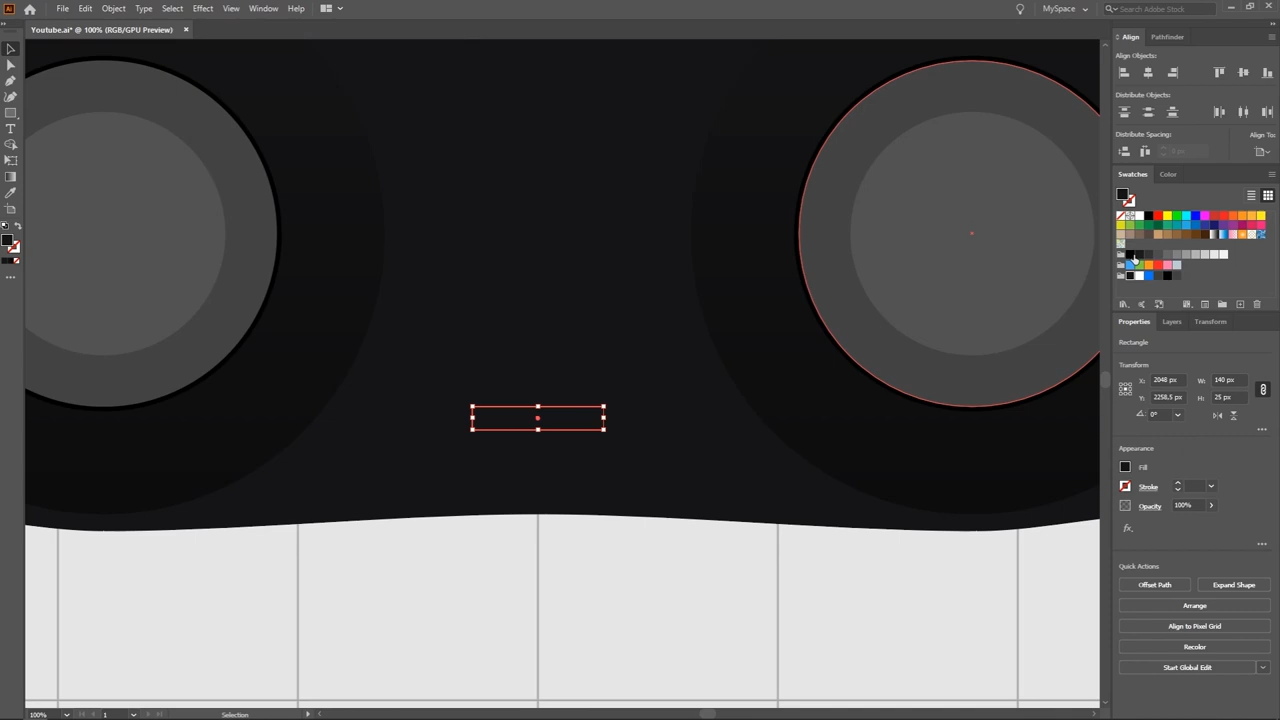 Ai File Edit Object Type Select Effect View Window Help MySpace Search Adobe Stock
Youtube.ai* @ 100% (RGB/GPU Preview) ×
Align Pathfinder
Align Objects:
Distribute Objects:
Distribute Spacing: Align To:
0 px
Swatches Color
Properties Layers Transform
Rectangle
Transform
X: 2048 px W: 140 px
Y: 2258.5 px H: 25 px
0°
Appearance
Fill
Stroke
Opacity 100%
fx
Quick Actions
Offset Path Expand Shape
Arrange
Align to Pixel Grid
Recolor
Start Global Edit
100% 1 Selection